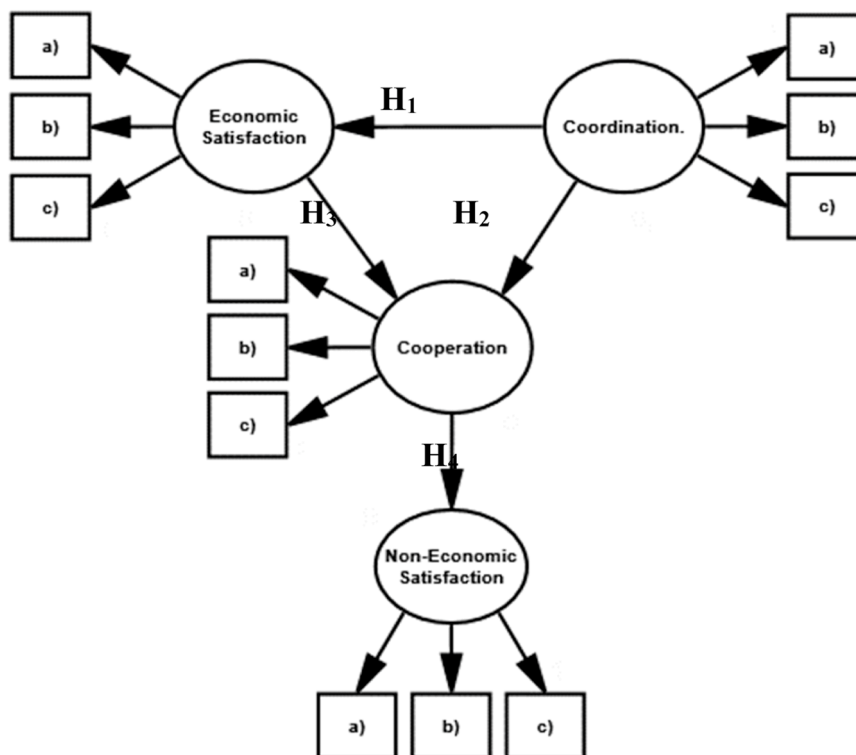 a)
b)
c)
Economic
Satisfaction
H₁
Coordination.
a)
b)
c)
H₃
H₂
a)
b)
c)
Cooperation
H₄
Non-Economic
Satisfaction
a)
b)
c)